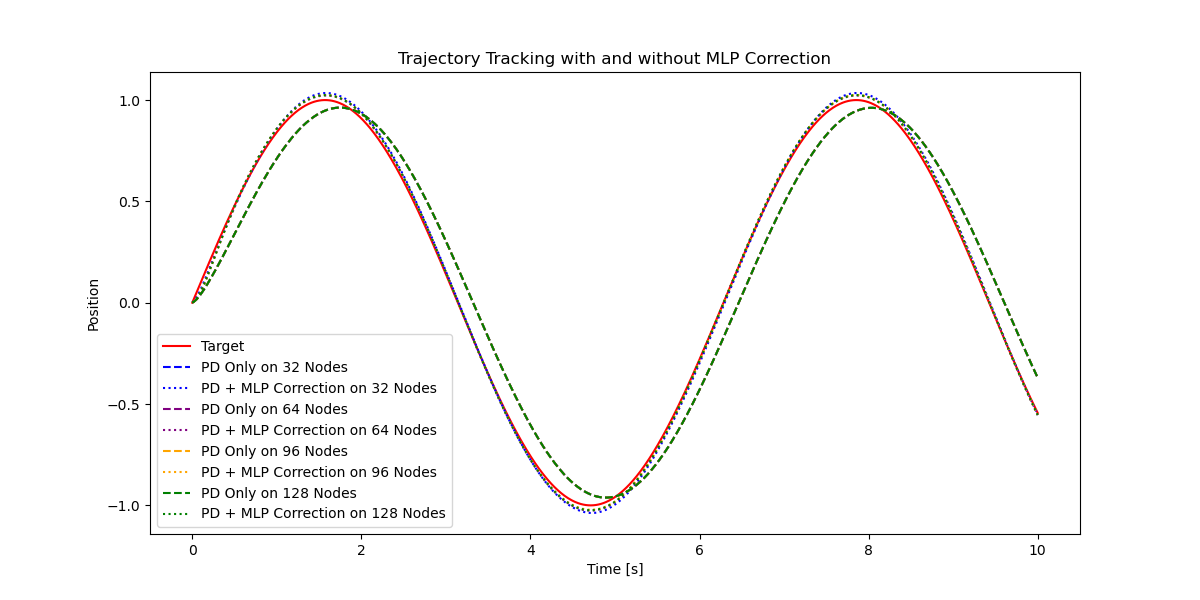 Trajectory Tracking with and without MLP Correction
Position
1.0
0.5
0.0
−0.5
−1.0
Target
PD Only on 32 Nodes
PD + MLP Correction on 32 Nodes
PD Only on 64 Nodes
PD + MLP Correction on 64 Nodes
PD Only on 96 Nodes
PD + MLP Correction on 96 Nodes
PD Only on 128 Nodes
PD + MLP Correction on 128 Nodes
0 2 4 6 8 10
Time [s]